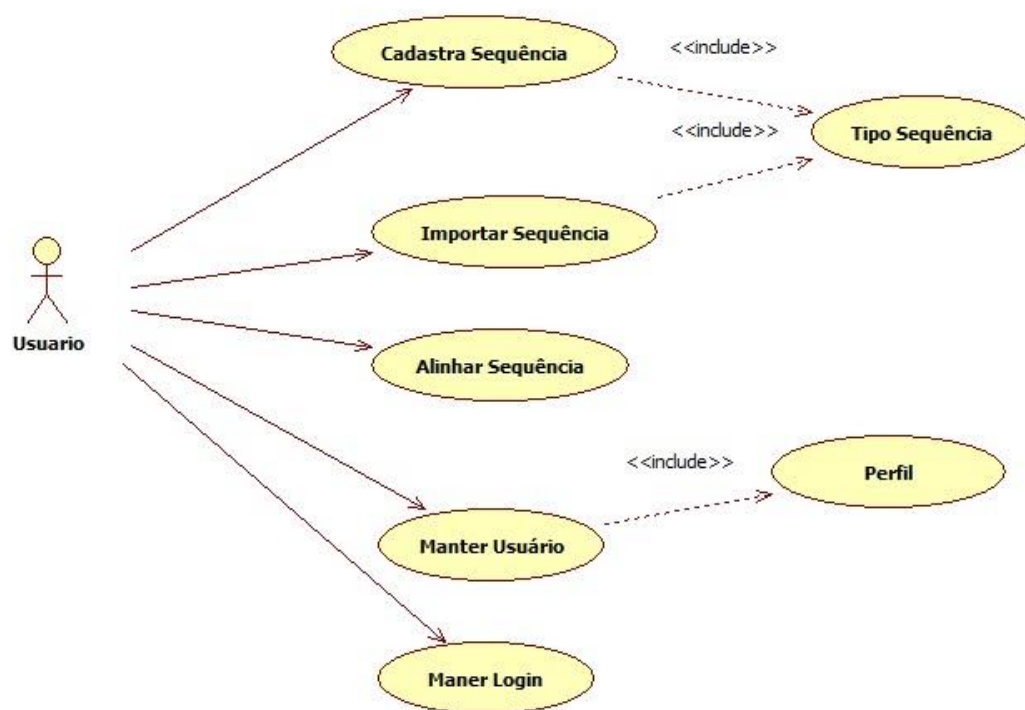 Cadastra Sequência
<<include>>
Tipo Sequência
<<include>>
Importar Sequência
Usuario
Alinhar Sequência
<<include>>
Perfil
Manter Usuário
Maner Login